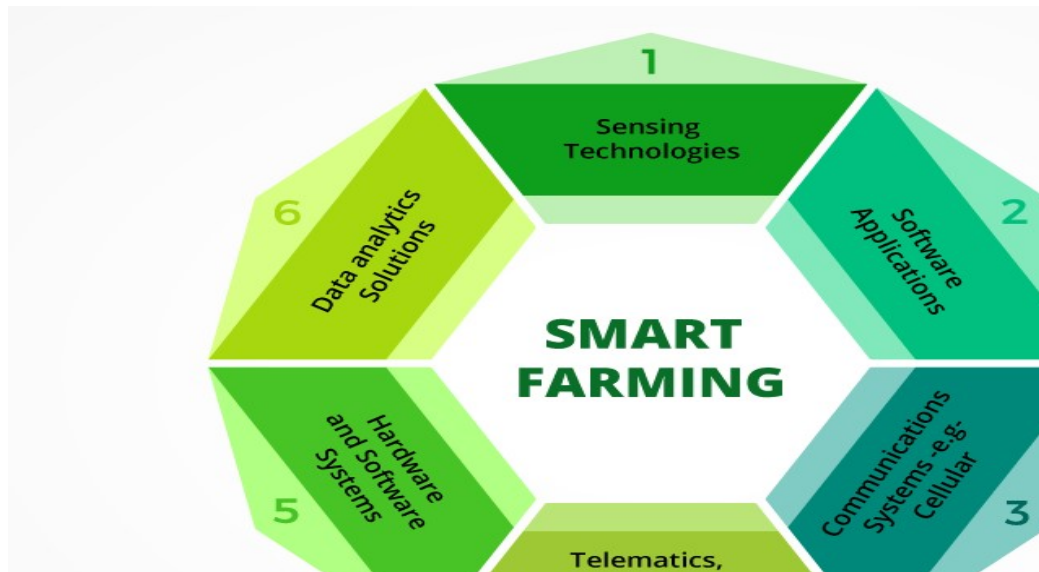 1
Sensing
Technologies
2
Software
Applications
3
Communications
Systems -e.g-
Cellular
Telematics,
5
Hardware
and Software
Systems
6
Data analytics
Solutions
SMART
FARMING